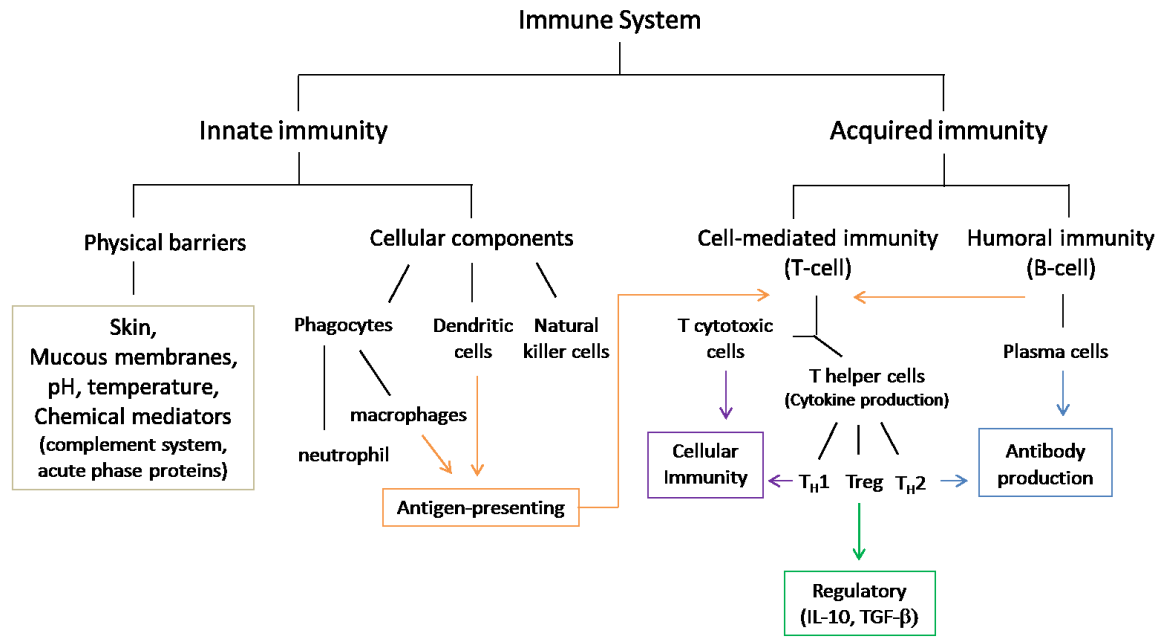 Immune System
Innate immunity
Acquired immunity
Physical barriers
Cellular components
Cell-mediated immunity
(T-cell)
Humoral immunity
(B-cell)
Skin,
Mucous membranes,
pH, temperature,
Chemical mediators
(complement system,
acute phase proteins)
Phagocytes
Dendritic
cells
Natural
killer cells
neutrophil
macrophages
Antigen-presenting
T cytotoxic
cells
T helper cells
(Cytokine production)
Plasma cells
Cellular
Immunity
TH1
Treg
TH2
Antibody
production
Regulatory
(IL-10, TGF-β)